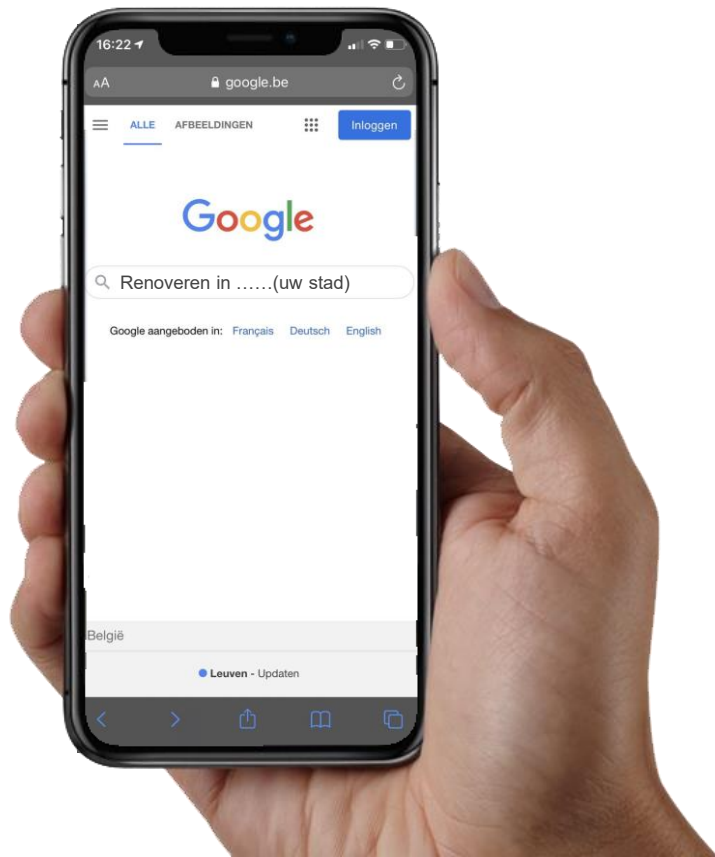 16:22
AA google.be
ALLE AFBEELDINGEN Inloggen
Google
Renoveren in ……(uw stad)
Google aangeboden in: Français Deutsch English
België
Leuven - Updaten